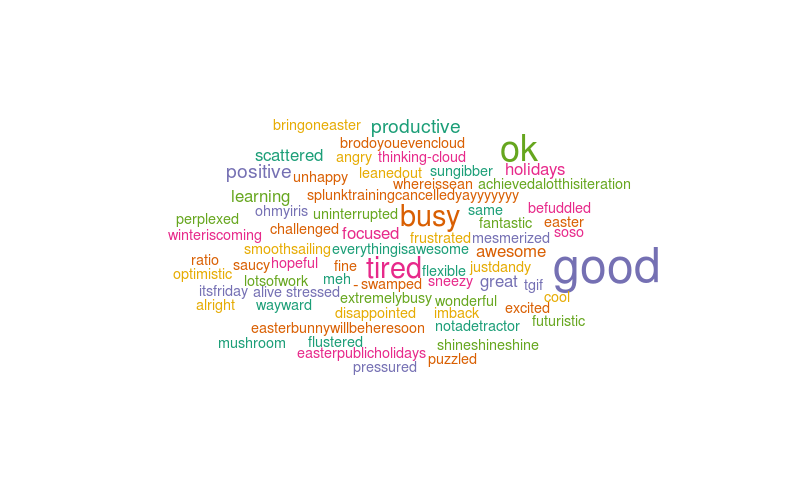 bringoneaster productive
brodoyouevencloud ok
scattered angry thinking-cloud
positive unhappy leanedout sungibber holidays
learning whereissean achievedalotthisiteration
splunktrainingcancelledyayyyyyyy
perplexed ohmyiris uninterrupted busy same befuddled
winteriscoming challenged focused fantastic easter
smoothsailing everythingisawesome frustrated mesmerized soso
ratio saucy hopeful fine tired awesome good
optimistic lotsofwork meh - swamped flexible sneezy justdandy great tgif
itsfriday alive stressed extremelybusy wonderful cool
alright wayward disappointed imback excited
easterbunnywillbeheresoon notadetractor futuristic
mushroom flustered shineshineshine
easterpublicholidays puzzled
pressured